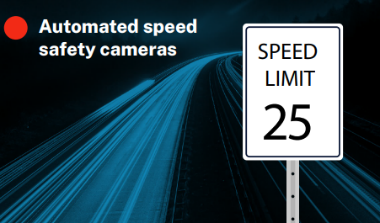 Automated speed
safety cameras
SPEED
LIMIT
25